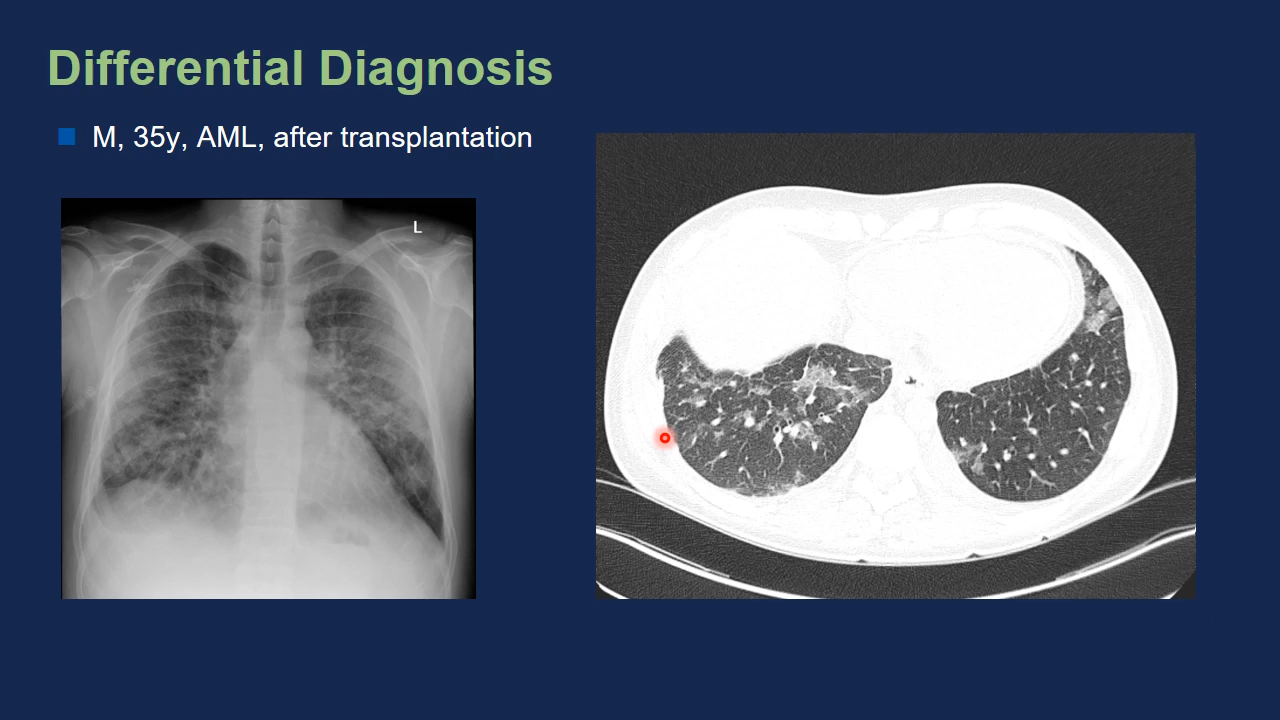 Differential Diagnosis
M, 35y, AML, after transplantation
L